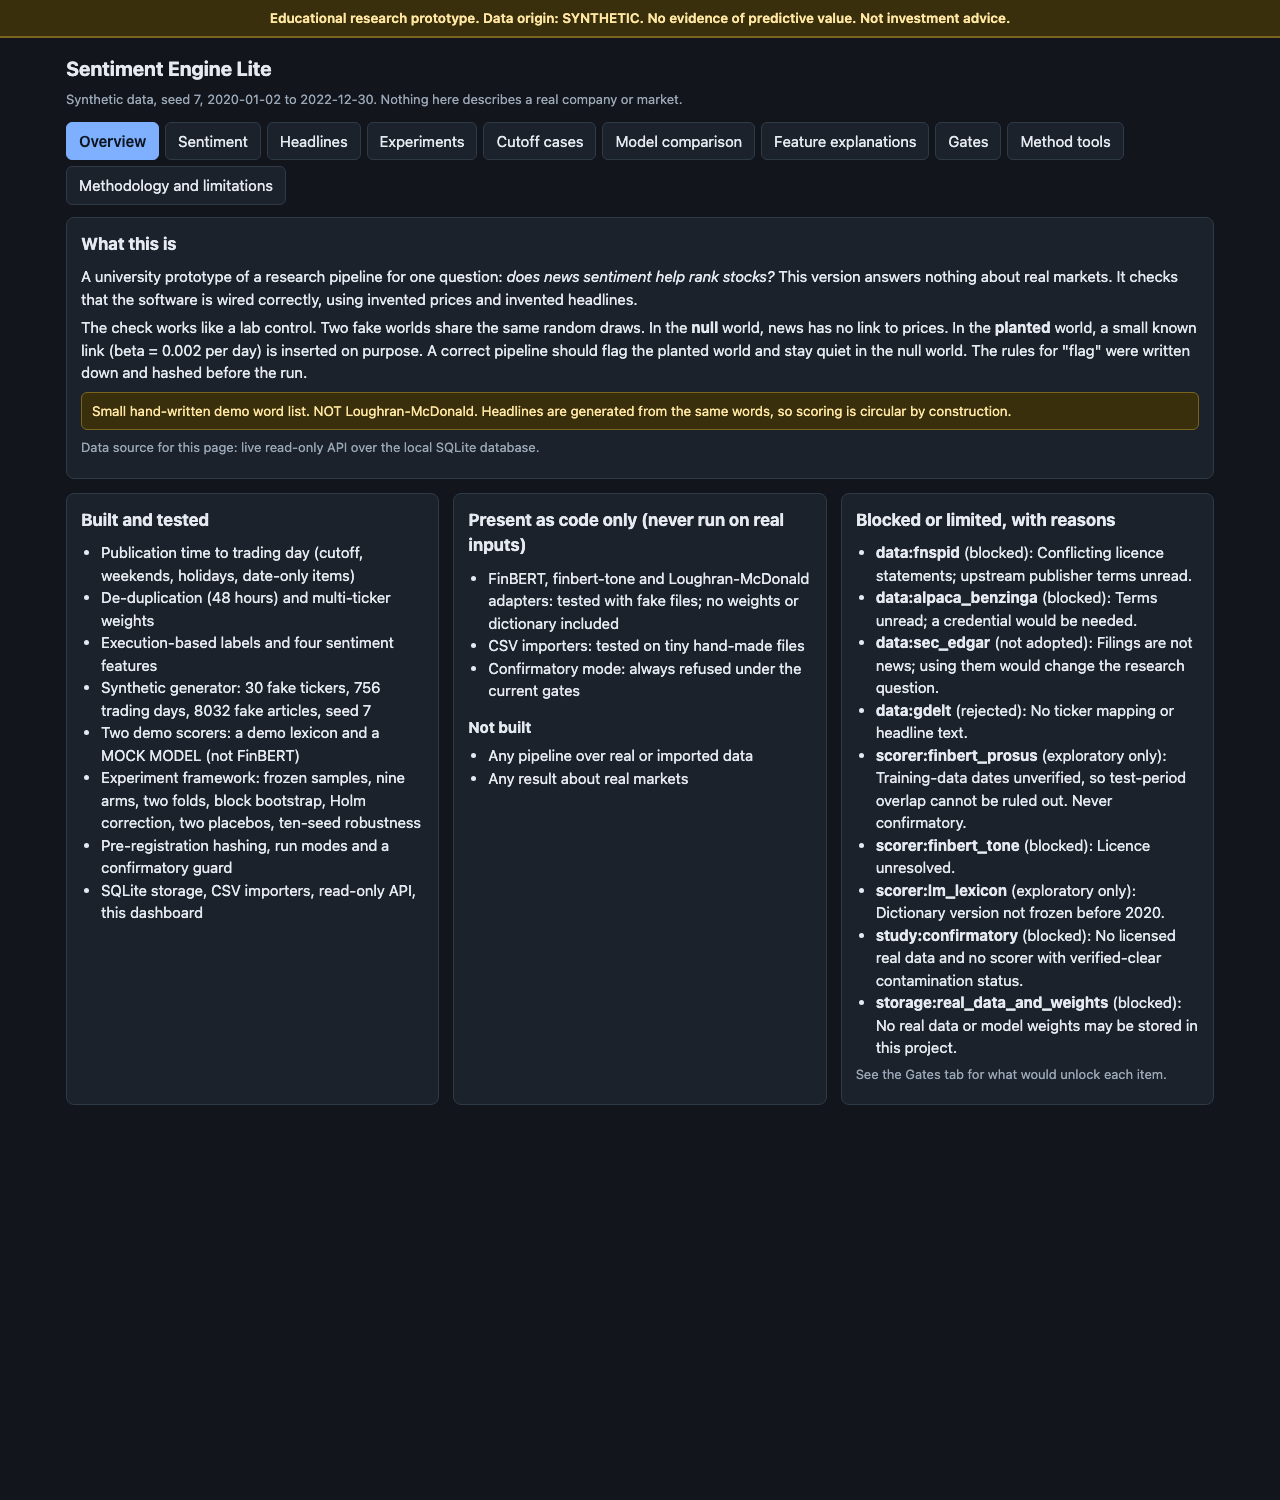 Educational research prototype. Data origin: SYNTHETIC. No evidence of predictive value. Not investment advice.
Sentiment Engine Lite
Synthetic data, seed 7, 2020-01-02 to 2022-12-30. Nothing here describes a real company or market.
Overview
Sentiment
Headlines
Experiments
Cutoff cases
Model comparison
Feature explanations
Gates
Method tools
Methodology and limitations
What this is
A university prototype of a research pipeline for one question: does news sentiment help rank stocks? This version answers nothing about real markets. It checks
that the software is wired correctly, using invented prices and invented headlines.
The check works like a lab control. Two fake worlds share the same random draws. In the null world, news has no link to prices. In the planted world, a small known
link (beta = 0.002 per day) is inserted on purpose. A correct pipeline should flag the planted world and stay quiet in the null world. The rules for "flag" were written
down and hashed before the run.
Small hand-written demo word list. NOT Loughran-McDonald. Headlines are generated from the same words, so scoring is circular by construction.
Data source for this page: live read-only API over the local SQLite database.
Built and tested
• Publication time to trading day (cutoff,
weekends, holidays, date-only items)
• De-duplication (48 hours) and multi-ticker
weights
• Execution-based labels and four sentiment
features
• Synthetic generator: 30 fake tickers, 756
trading days, 8032 fake articles, seed 7
• Two demo scorers: a demo lexicon and a
MOCK MODEL (not FinBERT)
• Experiment framework: frozen samples, nine
arms, two folds, block bootstrap, Holm
correction, two placebos, ten-seed robustness
• Pre-registration hashing, run modes and a
confirmatory guard
• SQLite storage, CSV importers, read-only API,
this dashboard
Present as code only (never run on real
inputs)
• FinBERT, finbert-tone and Loughran-McDonald
adapters: tested with fake files; no weights or
dictionary included
• CSV importers: tested on tiny hand-made files
• Confirmatory mode: always refused under the
current gates
Not built
• Any pipeline over real or imported data
• Any result about real markets
Blocked or limited, with reasons
• data:fnspid (blocked): Conflicting licence
statements; upstream publisher terms unread.
• data:alpaca_benzinga (blocked): Terms
unread; a credential would be needed.
• data:sec_edgar (not adopted): Filings are not
news; using them would change the research
question.
• data:gdelt (rejected): No ticker mapping or
headline text.
• scorer:finbert_prosus (exploratory only):
Training-data dates unverified, so test-period
overlap cannot be ruled out. Never
confirmatory.
• scorer:finbert_tone (blocked): Licence
unresolved.
• scorer:lm_lexicon (exploratory only):
Dictionary version not frozen before 2020.
• study:confirmatory (blocked): No licensed
real data and no scorer with verified-clear
contamination status.
• storage:real_data_and_weights (blocked):
No real data or model weights may be stored in
this project.
See the Gates tab for what would unlock each item.